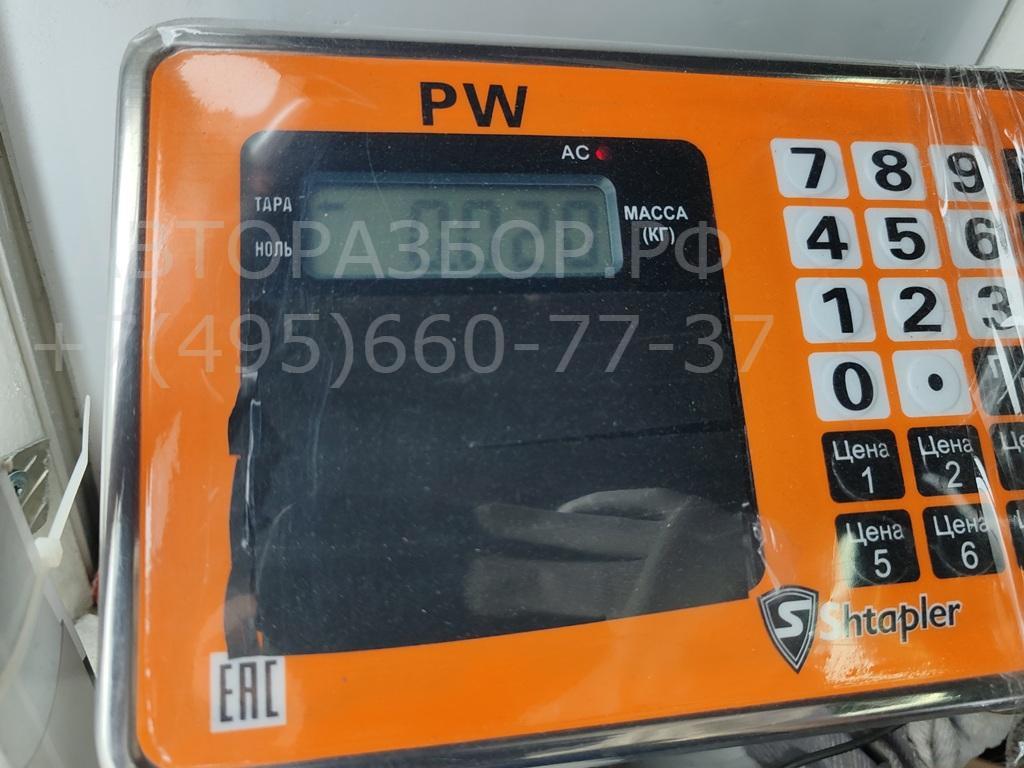 PW
AC
ТАРА
НОЛЬ
МАССА
(КГ)
АВТОРАЗБОР.РФ
+7(495)660-77-37
7 8 9
4 5 6
1 2 3
0 .
Цена 1
Цена 2
Цена 5
Цена 6
S Shtapler
EAC